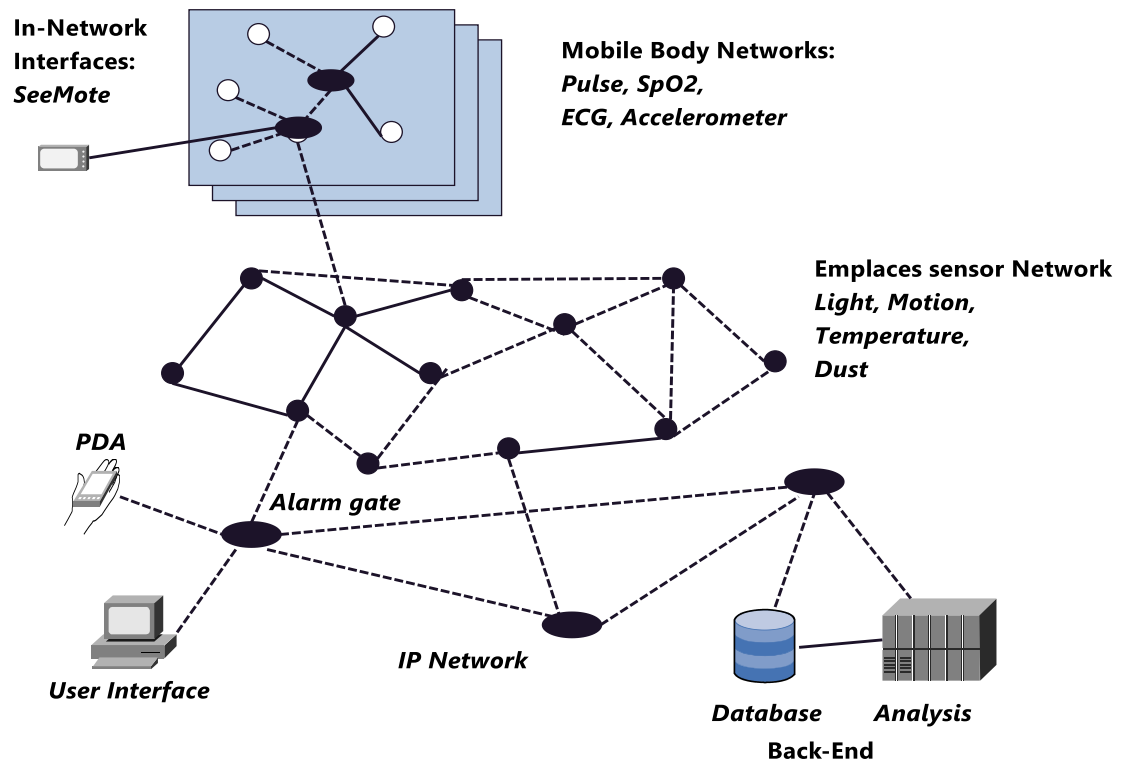 In-Network
Interfaces:
SeeMote
Mobile Body Networks:
Pulse, SpO2,
ECG, Accelerometer
Emplaces sensor Network
Light, Motion,
Temperature,
Dust
PDA
Alarm gate
User Interface
IP Network
Database
Analysis
Back-End